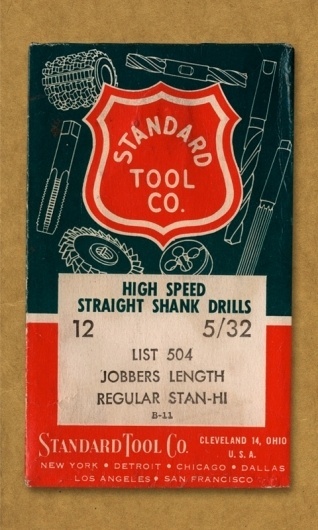 STANDARD
TOOL
CO.
HIGH SPEED
STRAIGHT SHANK DRILLS
12 5/32
LIST 504
JOBBERS LENGTH
REGULAR STAN-HI
B-11
STANDARD TOOL CO. CLEVELAND 14, OHIO
U. S. A.
NEW YORK • DETROIT • CHICAGO • DALLAS
LOS ANGELES • SAN FRANCISCO